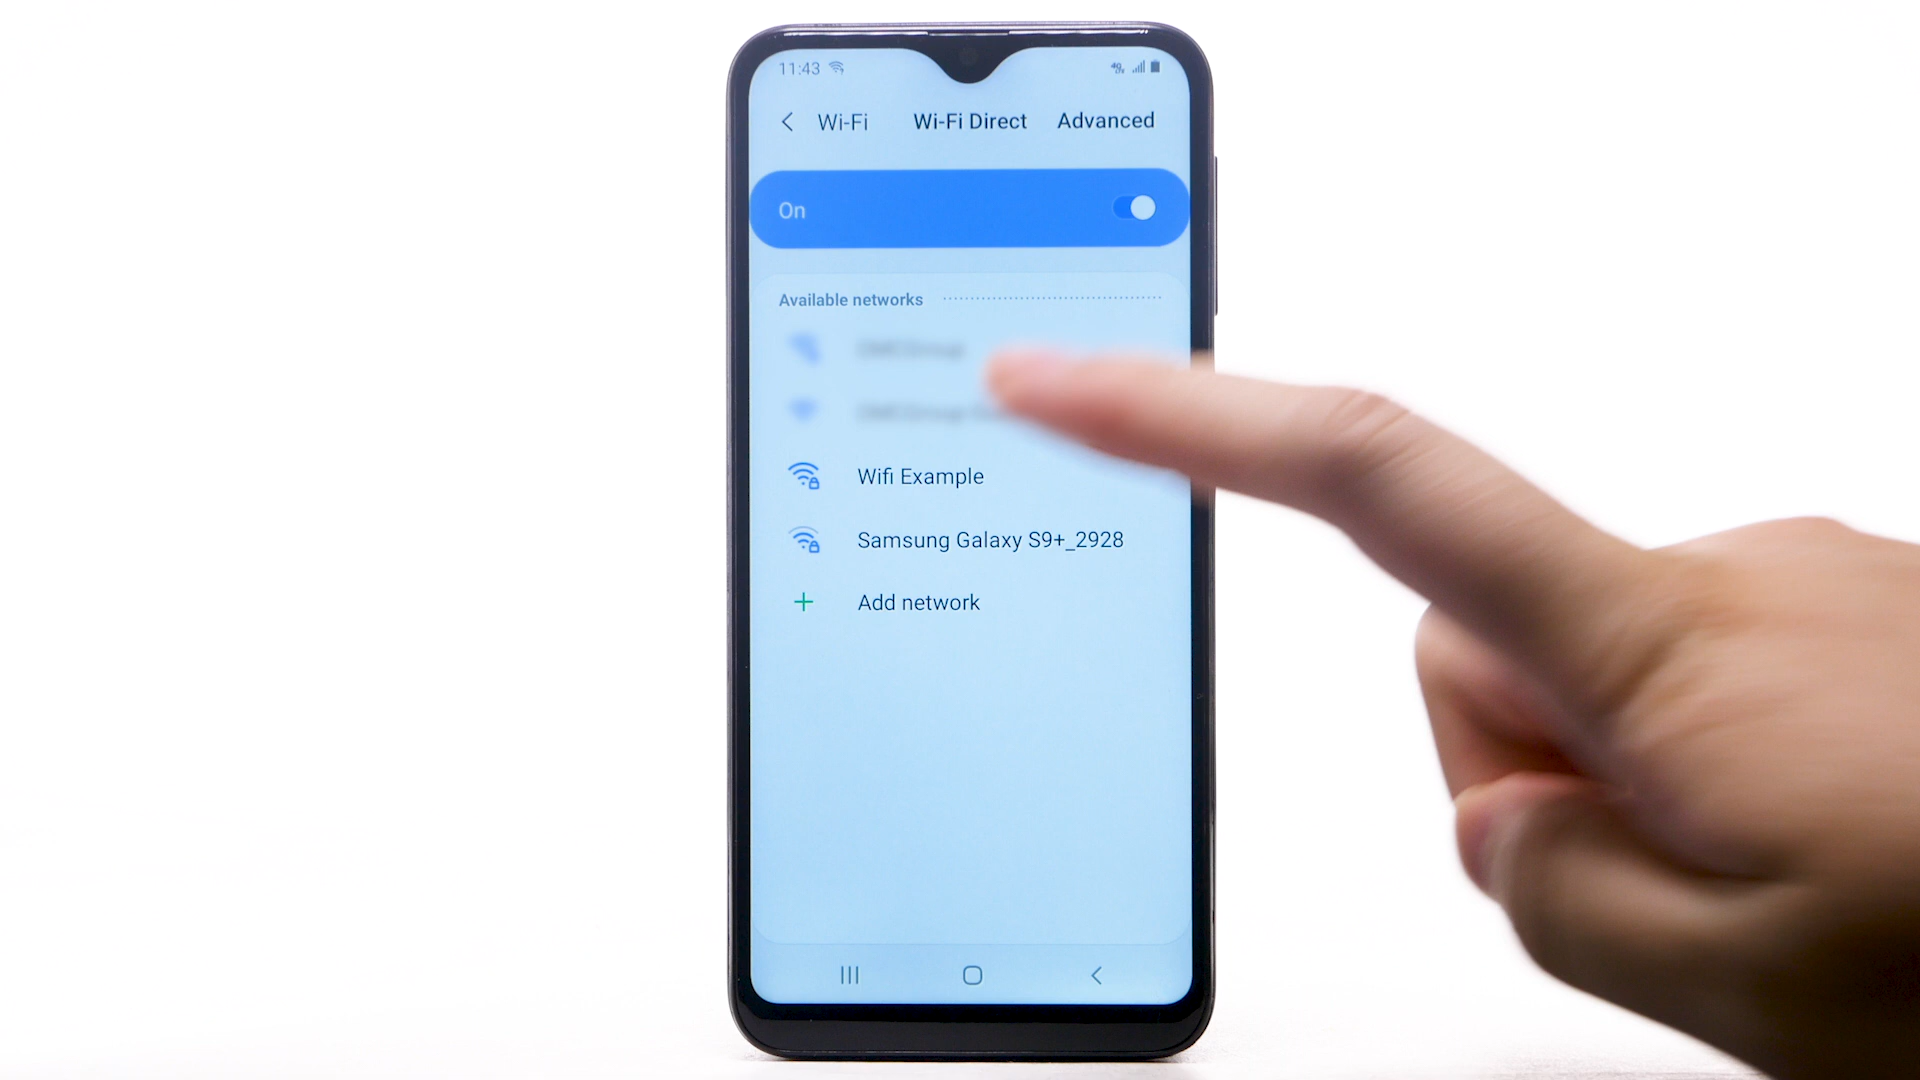 11:43
Wi-Fi Wi-Fi Direct Advanced
On
Available networks
Wifi Example
Samsung Galaxy S9+_2928
Add network